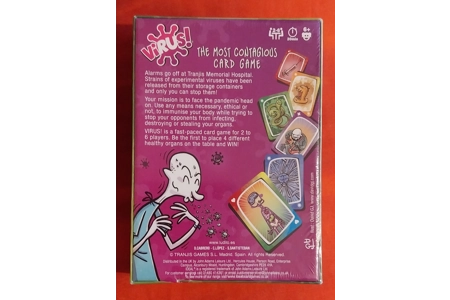 ViRUS!
THE MOST CONTAGIOUS
CARD GAME
Alarms go off at Tranjis Memorial Hospital.
Strains of experimental viruses have been
released from their storage containers
and only you can stop them!
Your mission is to face the pandemic head
on. Use any means necessary, ethical or
not, to immunise your body while trying to
stop your opponents from infecting,
destroying or stealing your organs.
VIRUS! is a fast-paced card game for 2 to
6 players. Be the first to place 4 different
healthy organs on the table and WIN!
© TRANJIS GAMES S.L. Spain. All rights reserved